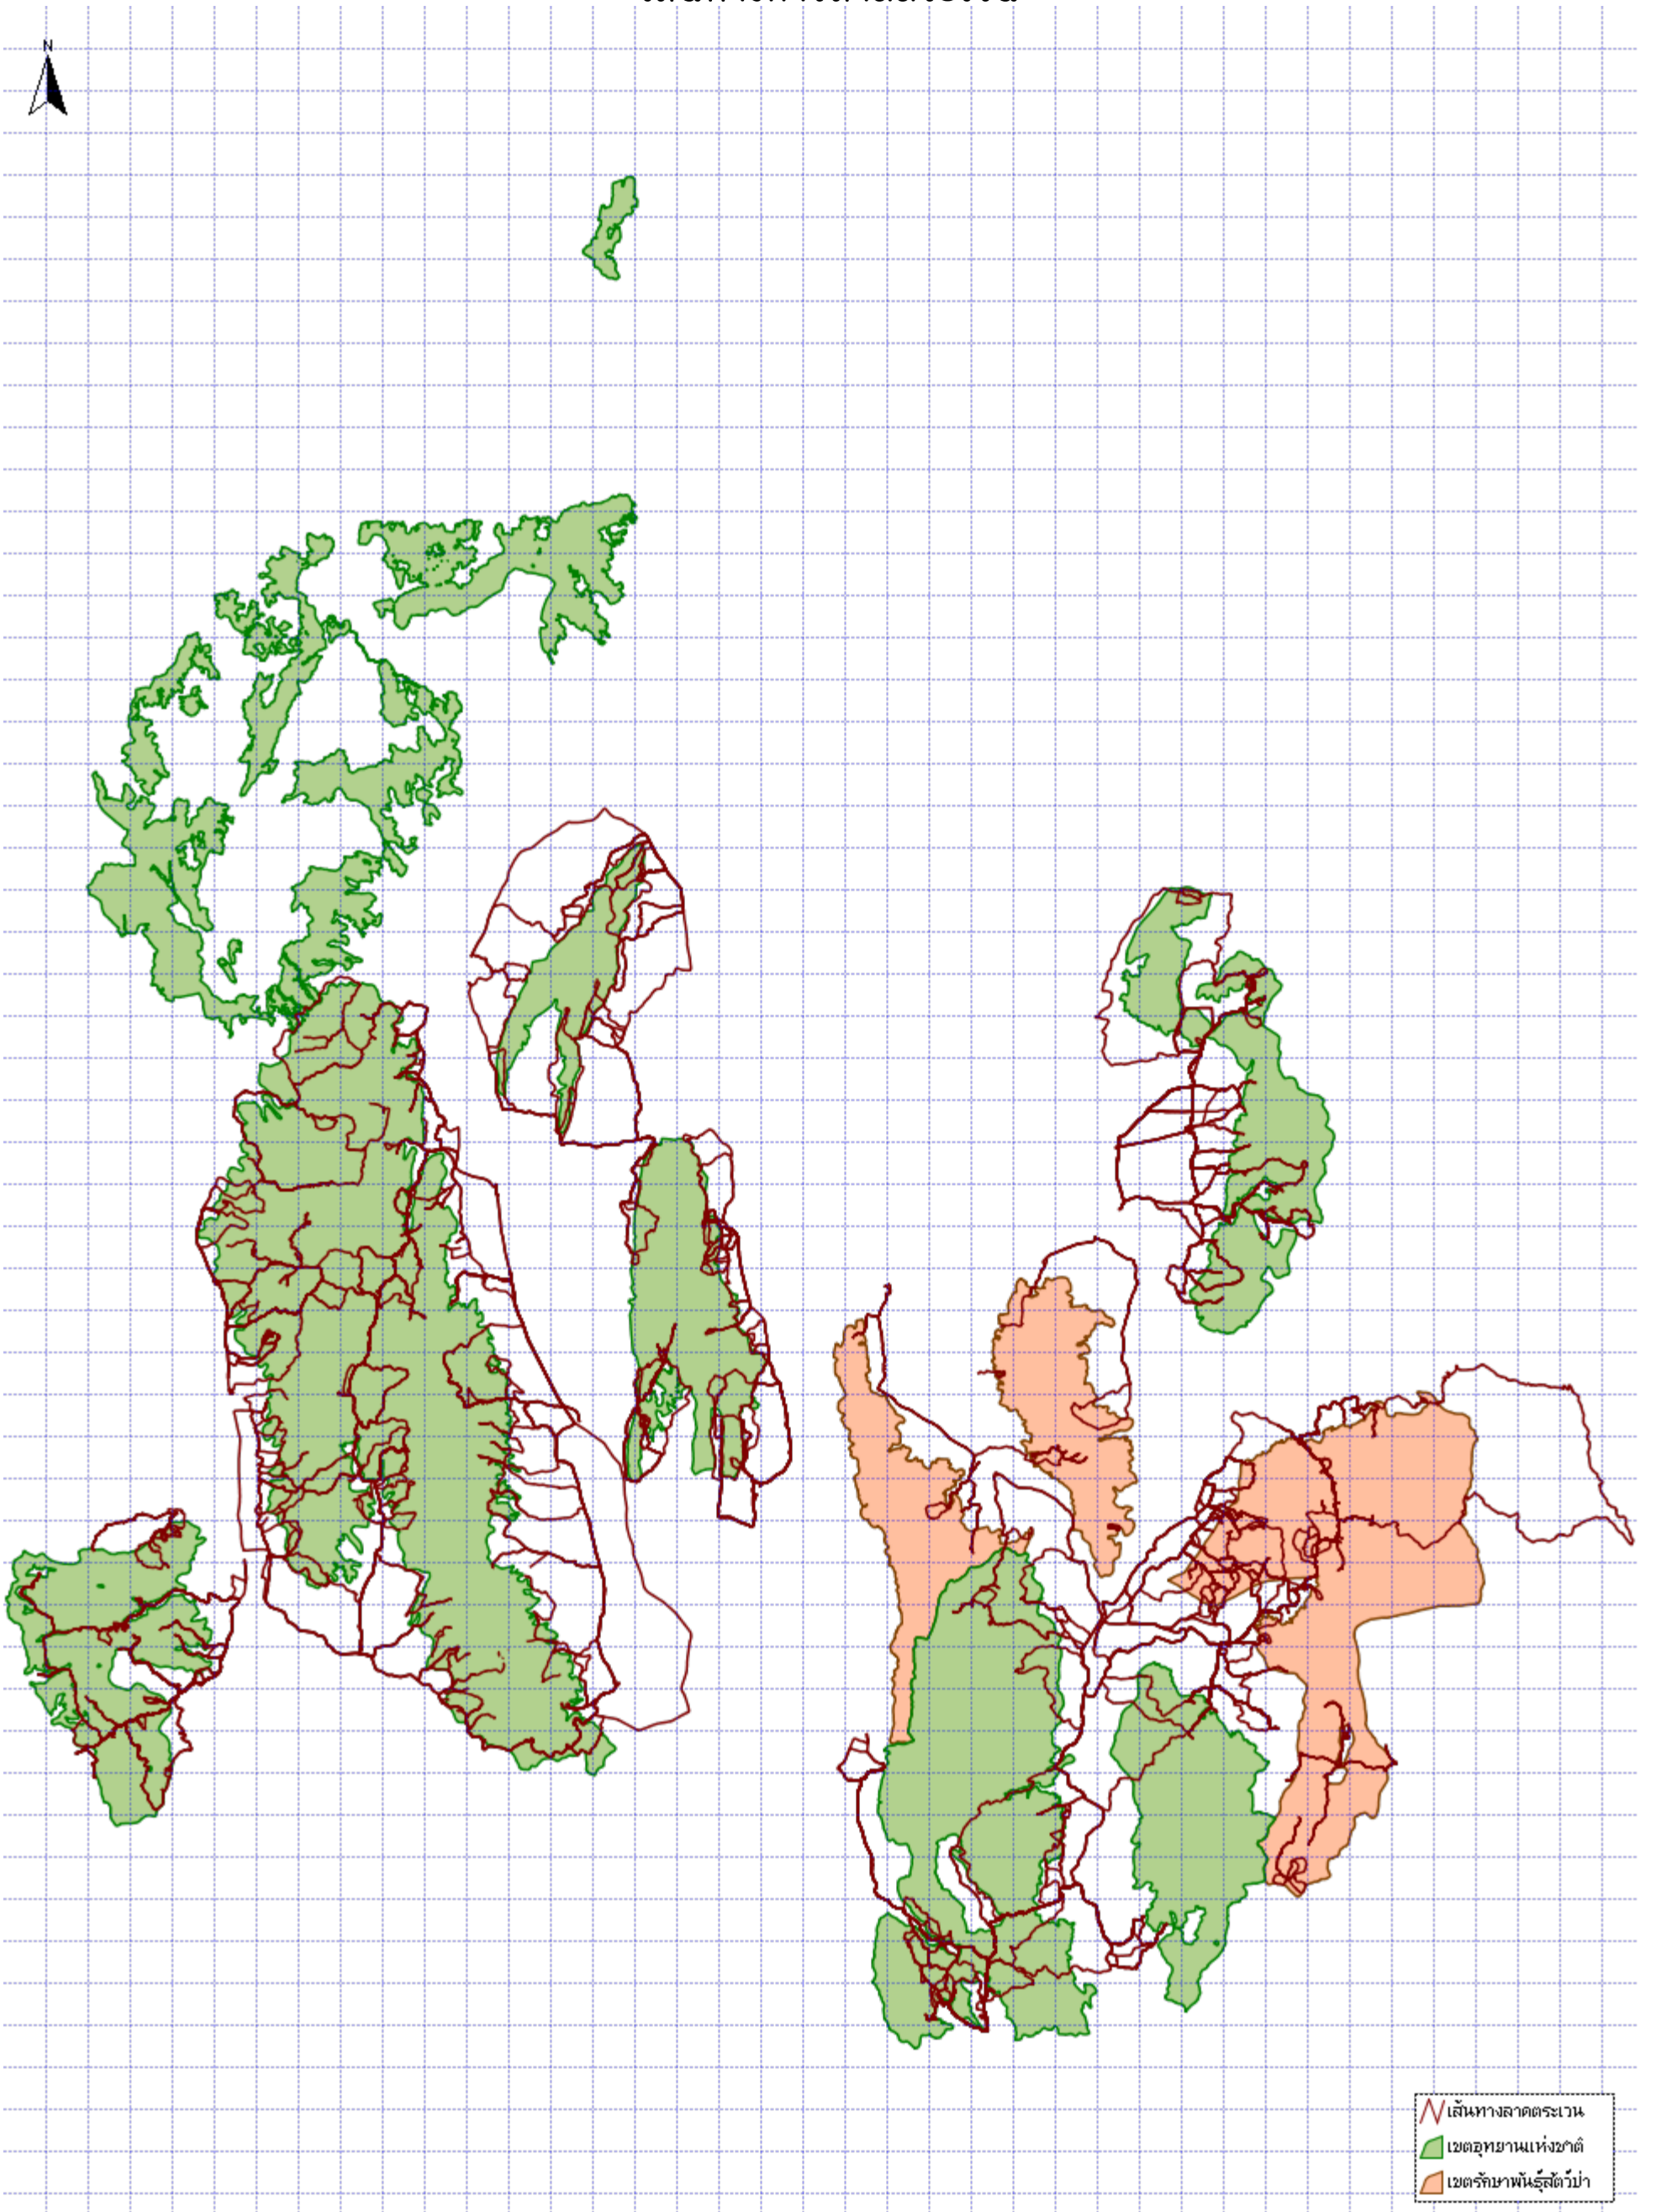 N
เส้นทางลาดตระเวน
เขตอุทยานแห่งชาติ
เขตรักษาพันธุ์สัตว์ป่า